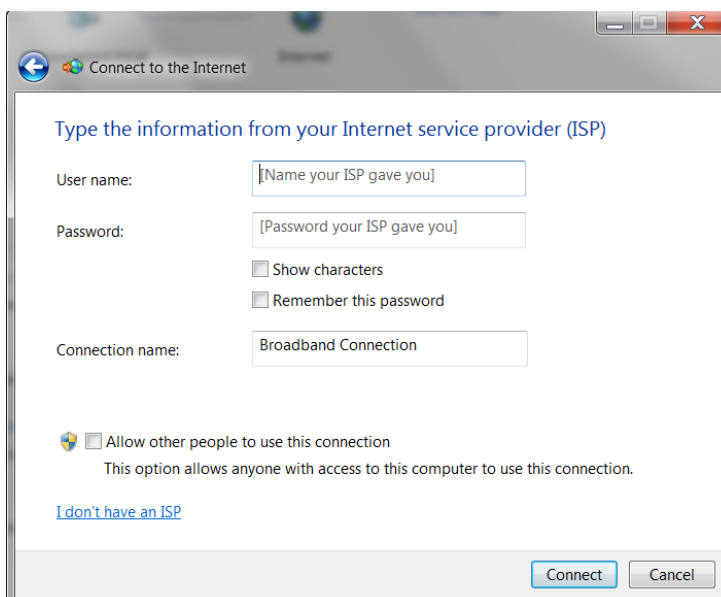 Connect to the Internet
Type the information from your Internet service provider (ISP)
User name:
[Name your ISP gave you]
Password:
[Password your ISP gave you]
Show characters
Remember this password
Connection name:
Broadband Connection
Allow other people to use this connection
This option allows anyone with access to this computer to use this connection.
I don't have an ISP
Connect
Cancel